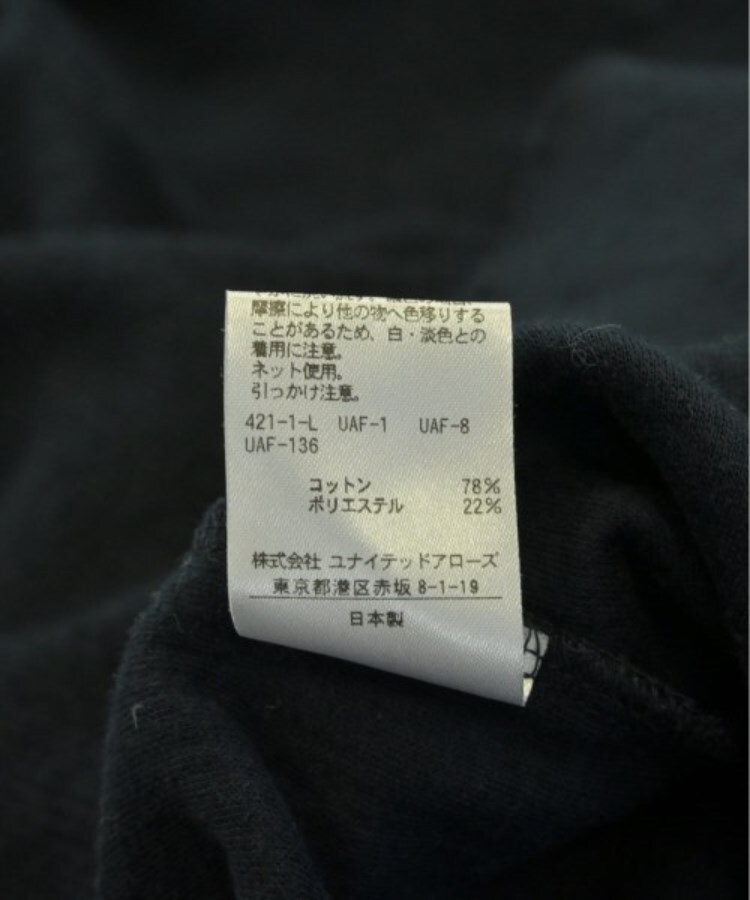 摩擦により他の物へ色移りする
ことがあるため、白・淡色との
着用に注意。
ネット使用。
引っかけ注意。
421-1-L UAF-1 UAF-8
UAF-136
コットン 78%
ポリエステル 22%
株式会社 ユナイテッドアローズ
東京都港区赤坂 8-1-19
日本製